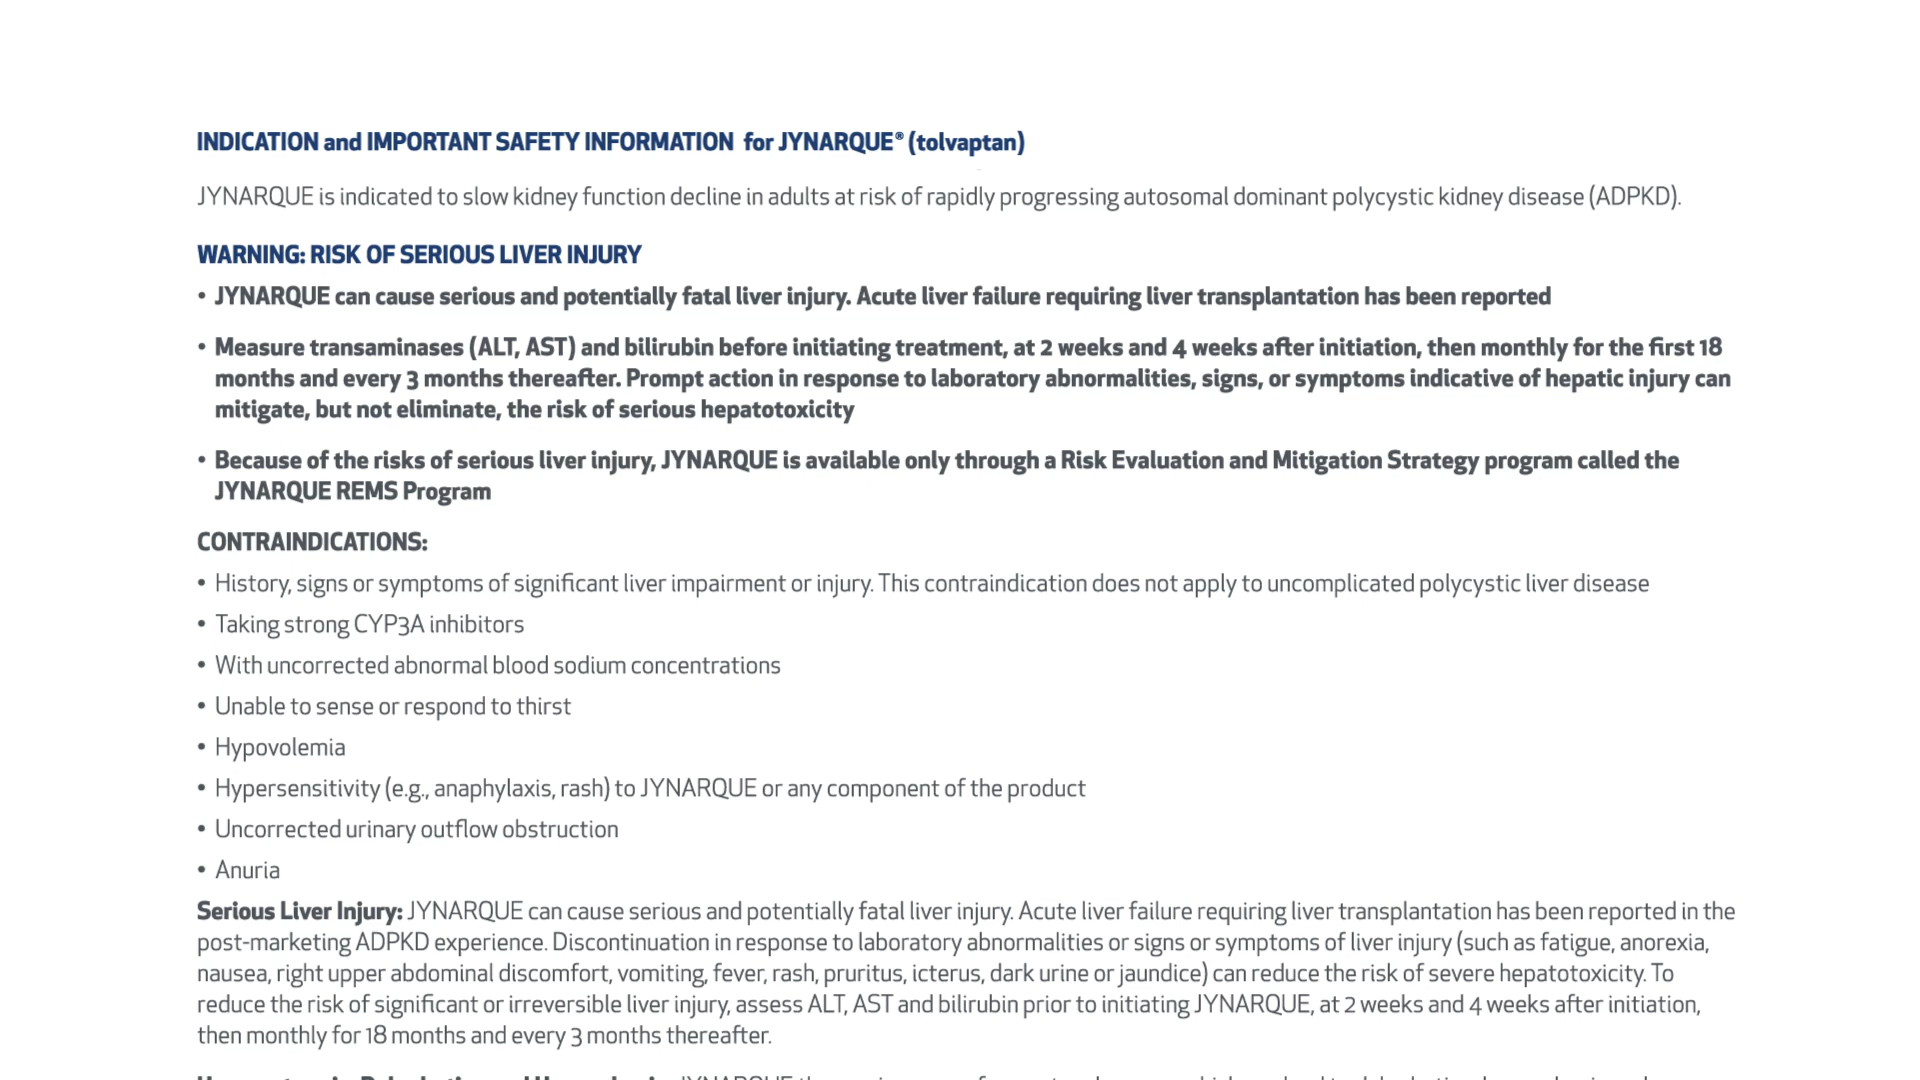 INDICATION and IMPORTANT SAFETY INFORMATION for JYNARQUE® (tolvaptan)
JYNARQUE is indicated to slow kidney function decline in adults at risk of rapidly progressing autosomal dominant polycystic kidney disease (ADPKD).
WARNING: RISK OF SERIOUS LIVER INJURY
• JYNARQUE can cause serious and potentially fatal liver injury. Acute liver failure requiring liver transplantation has been reported
• Measure transaminases (ALT, AST) and bilirubin before initiating treatment, at 2 weeks and 4 weeks after initiation, then monthly for the first 18
months and every 3 months thereafter. Prompt action in response to laboratory abnormalities, signs, or symptoms indicative of hepatic injury can
mitigate, but not eliminate, the risk of serious hepatotoxicity
• Because of the risks of serious liver injury, JYNARQUE is available only through a Risk Evaluation and Mitigation Strategy program called the
JYNARQUE REMS Program
CONTRAINDICATIONS:
• History, signs or symptoms of significant liver impairment or injury. This contraindication does not apply to uncomplicated polycystic liver disease
• Taking strong CYP3A inhibitors
• With uncorrected abnormal blood sodium concentrations
• Unable to sense or respond to thirst
• Hypovolemia
• Hypersensitivity (e.g., anaphylaxis, rash) to JYNARQUE or any component of the product
• Uncorrected urinary outflow obstruction
• Anuria
Serious Liver Injury: JYNARQUE can cause serious and potentially fatal liver injury. Acute liver failure requiring liver transplantation has been reported in the
post-marketing ADPKD experience. Discontinuation in response to laboratory abnormalities or signs or symptoms of liver injury (such as fatigue, anorexia,
nausea, right upper abdominal discomfort, vomiting, fever, rash, pruritus, icterus, dark urine or jaundice) can reduce the risk of severe hepatotoxicity. To
reduce the risk of significant or irreversible liver injury, assess ALT, AST and bilirubin prior to initiating JYNARQUE, at 2 weeks and 4 weeks after initiation,
then monthly for 18 months and every 3 months thereafter.